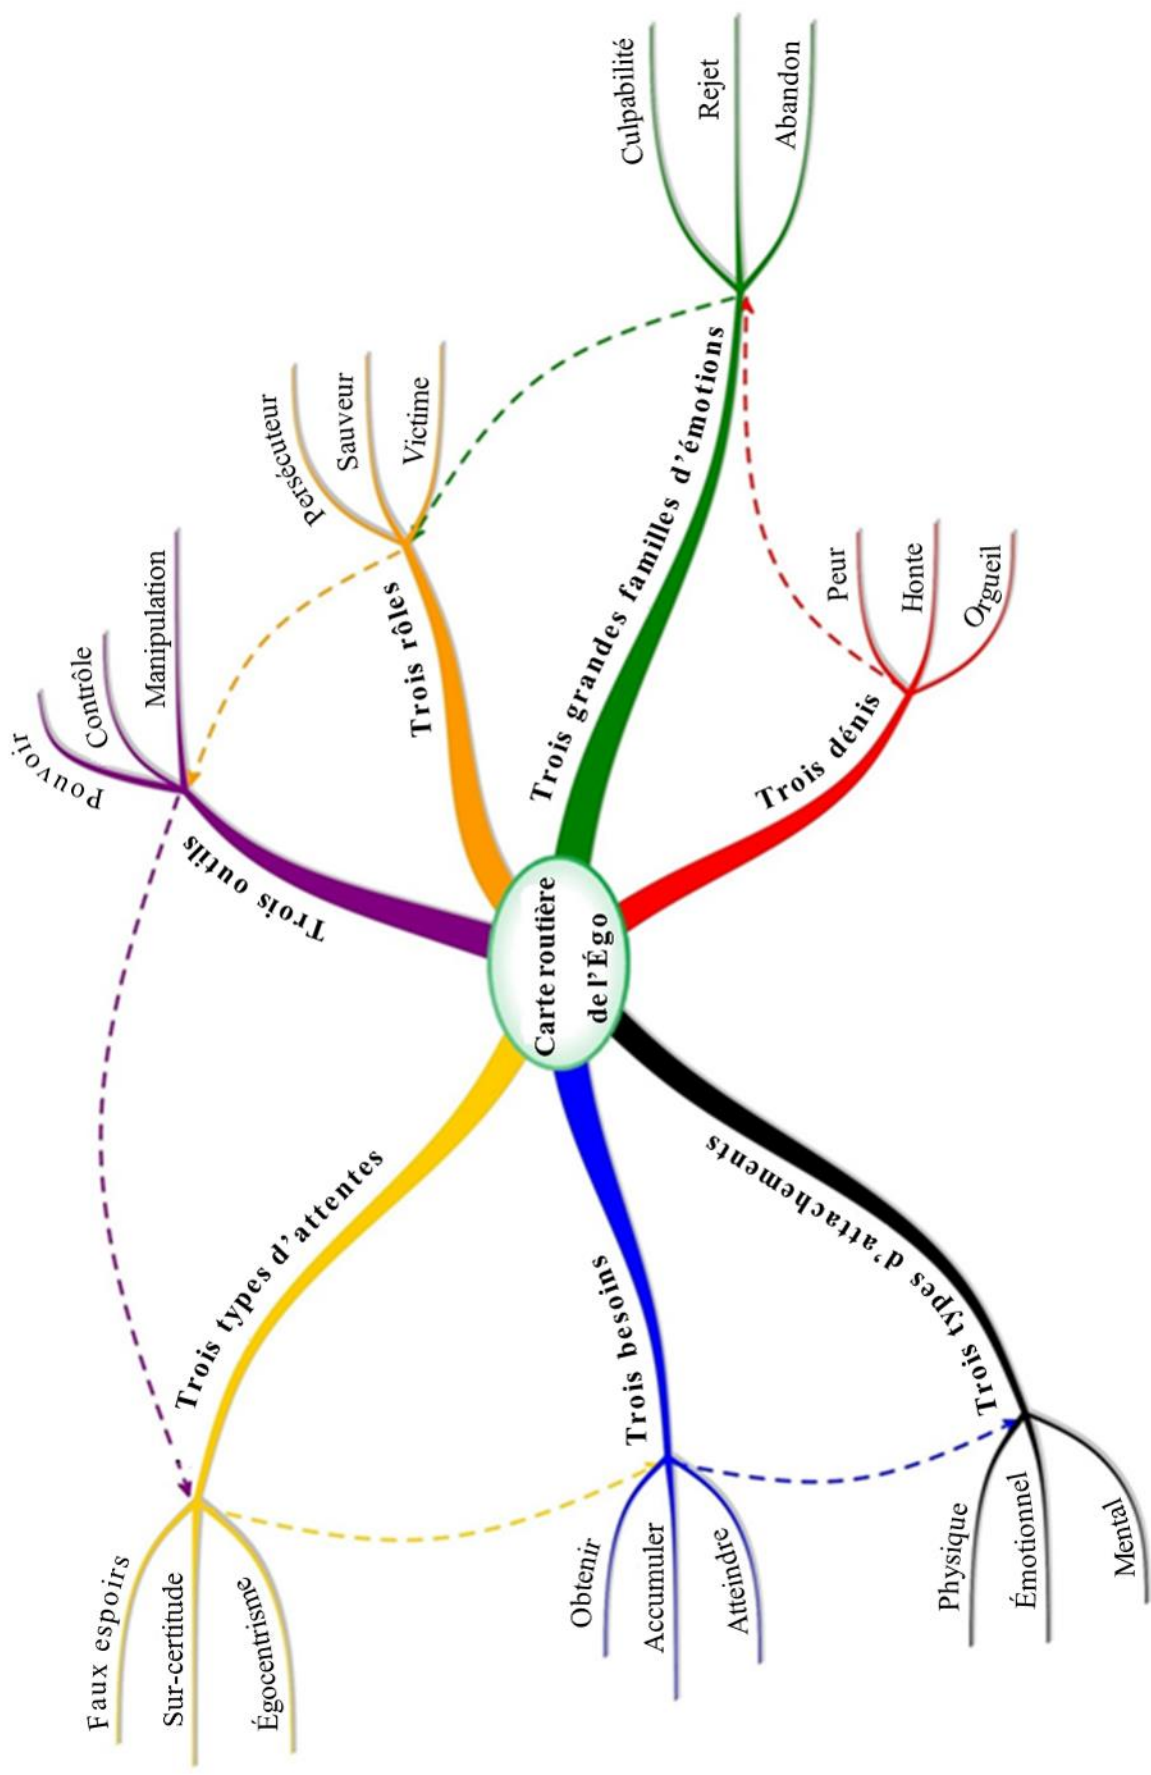 Carte routière
de l'Égo
Trois dénis
Peur
Honte
Orgueil
Trois grandes familles d'émotions
Culpabilité
Rejet
Abandon
Trois rôles
Persécuteur
Sauveur
Victime
Trois outils
Pouvoir
Contrôle
Manipulation
Trois types d'attentes
Faux espoirs
Sur-certitude
Égocentrisme
Trois besoins
Obtenir
Accumuler
Atteindre
Trois types d'attachements
Physique
Émotionnel
Mental